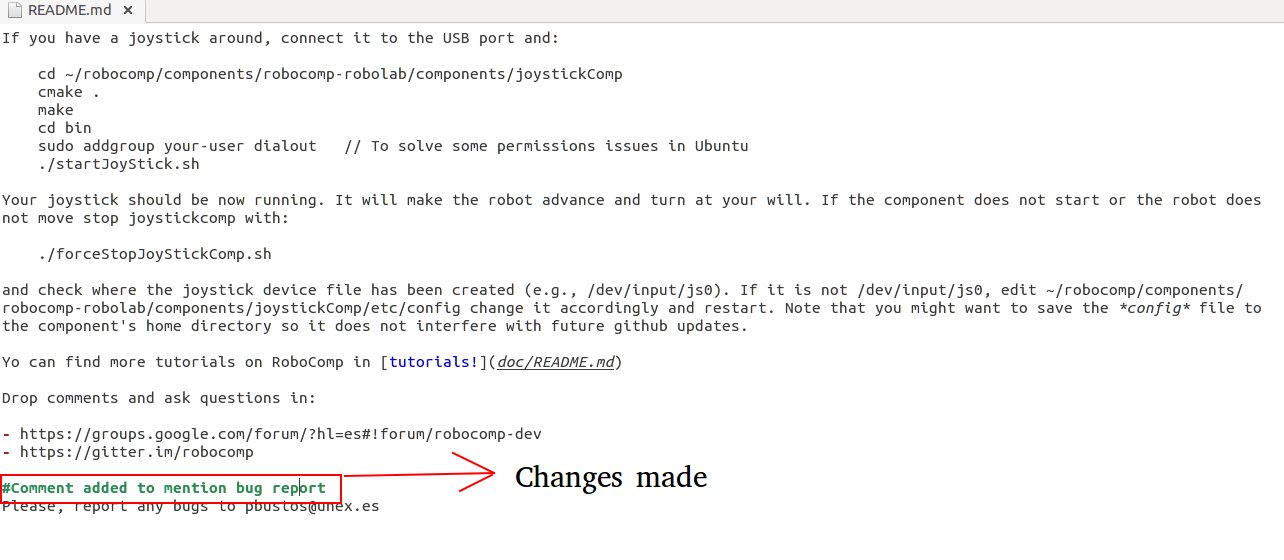 README.md ×
If you have a joystick around, connect it to the USB port and:
cd ~/robocomp/components/robocomp-robolab/components/joystickComp
cmake .
make
cd bin
sudo addgroup your-user dialout   // To solve some permissions issues in Ubuntu
./startJoyStick.sh
Your joystick should be now running. It will make the robot advance and turn at your will. If the component does not start or the robot does
not move stop joystickcomp with:
./forceStopJoyStickComp.sh
and check where the joystick device file has been created (e.g., /dev/input/js0). If it is not /dev/input/js0, edit ~/robocomp/components/
robocomp-robolab/components/joystickComp/etc/config change it accordingly and restart. Note that you might want to save the *config* file to
the component's home directory so it does not interfere with future github updates.
Yo can find more tutorials on RoboComp in [tutorials!](doc/README.md)
Drop comments and ask questions in:
- https://groups.google.com/forum/?hl=es#!forum/robocomp-dev
- https://gitter.im/robocomp
#Comment added to mention bug report
Changes made
Please, report any bugs to pbustos@unex.es